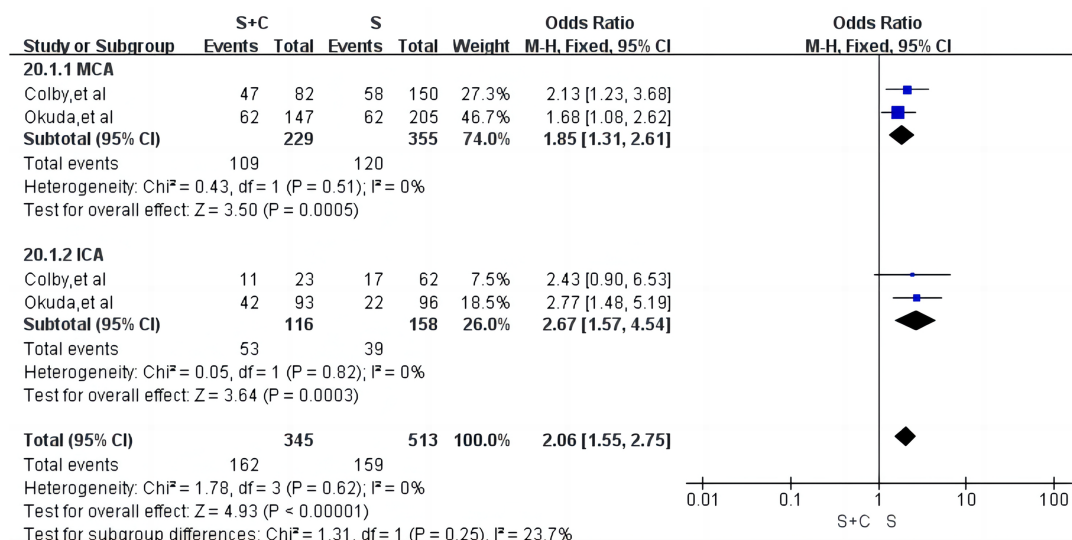 S+C S Odds Ratio Odds Ratio
Study or Subgroup Events Total Events Total Weight M-H, Fixed, 95% CI M-H, Fixed, 95% CI
20.1.1 MCA
Colby,et al 47 82 58 150 27.3% 2.13 [1.23, 3.68]
Okuda,et al 62 147 62 205 46.7% 1.68 [1.08, 2.62]
Subtotal (95% CI) 229 355 74.0% 1.85 [1.31, 2.61]
Total events 109 120
Heterogeneity: Chi² = 0.43, df = 1 (P = 0.51); I² = 0%
Test for overall effect: Z = 3.50 (P = 0.0005)
20.1.2 ICA
Colby,et al 11 23 17 62 7.5% 2.43 [0.90, 6.53]
Okuda,et al 42 93 22 96 18.5% 2.77 [1.48, 5.19]
Subtotal (95% CI) 116 158 26.0% 2.67 [1.57, 4.54]
Total events 53 39
Heterogeneity: Chi² = 0.05, df = 1 (P = 0.82); I² = 0%
Test for overall effect: Z = 3.64 (P = 0.0003)
Total (95% CI) 345 513 100.0% 2.06 [1.55, 2.75]
Total events 162 159
Heterogeneity: Chi² = 1.78, df = 3 (P = 0.62); I² = 0%
Test for overall effect: Z = 4.93 (P < 0.00001)
Test for subgroup differences: Chi² = 1.31, df = 1 (P = 0.25), I² = 23.7%
0.01 0.1 1 10 100
S+C S